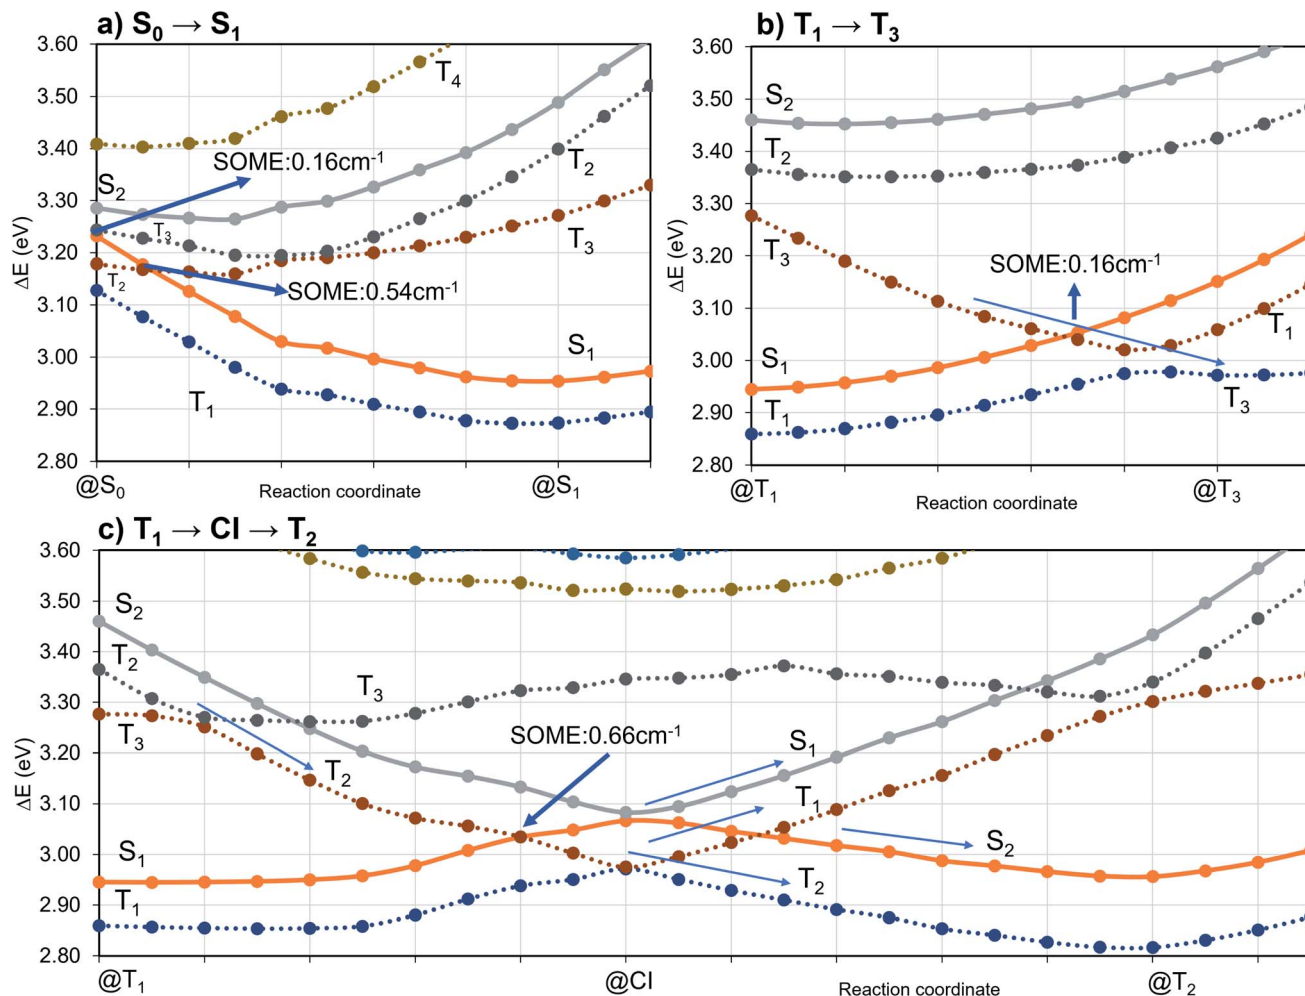 a) S₀ → S₁
3.60
3.50
3.40
3.30
3.20
3.10
3.00
2.90
2.80
ΔE (eV)
T₄
SOME:0.16cm⁻¹
S₂
T₂
T₃
T₃
T₂
SOME:0.54cm⁻¹
S₁
T₁
@S₀
Reaction coordinate
@S₁
b) T₁ → T₃
3.60
3.50
3.40
3.30
3.20
3.10
3.00
2.90
2.80
ΔE (eV)
S₂
T₂
T₃
SOME:0.16cm⁻¹
T₁
S₁
T₁
T₃
@T₁
Reaction coordinate
@T₃
c) T₁ → CI → T₂
3.60
3.50
3.40
3.30
3.20
3.10
3.00
2.90
2.80
ΔE (eV)
S₂
T₂
T₃
T₃
SOME:0.66cm⁻¹
T₂
S₁
T₁
S₁
S₂
T₁
T₂
@T₁
@CI
Reaction coordinate
@T₂